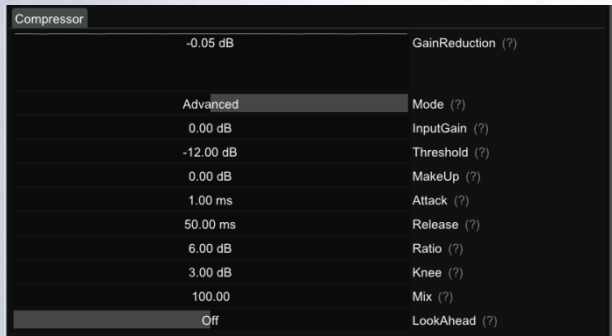 Compressor
-0.05 dB GainReduction (?)
Advanced Mode (?)
0.00 dB InputGain (?)
-12.00 dB Threshold (?)
0.00 dB MakeUp (?)
1.00 ms Attack (?)
50.00 ms Release (?)
6.00 dB Ratio (?)
3.00 dB Knee (?)
100.00 Mix (?)
Off LookAhead (?)